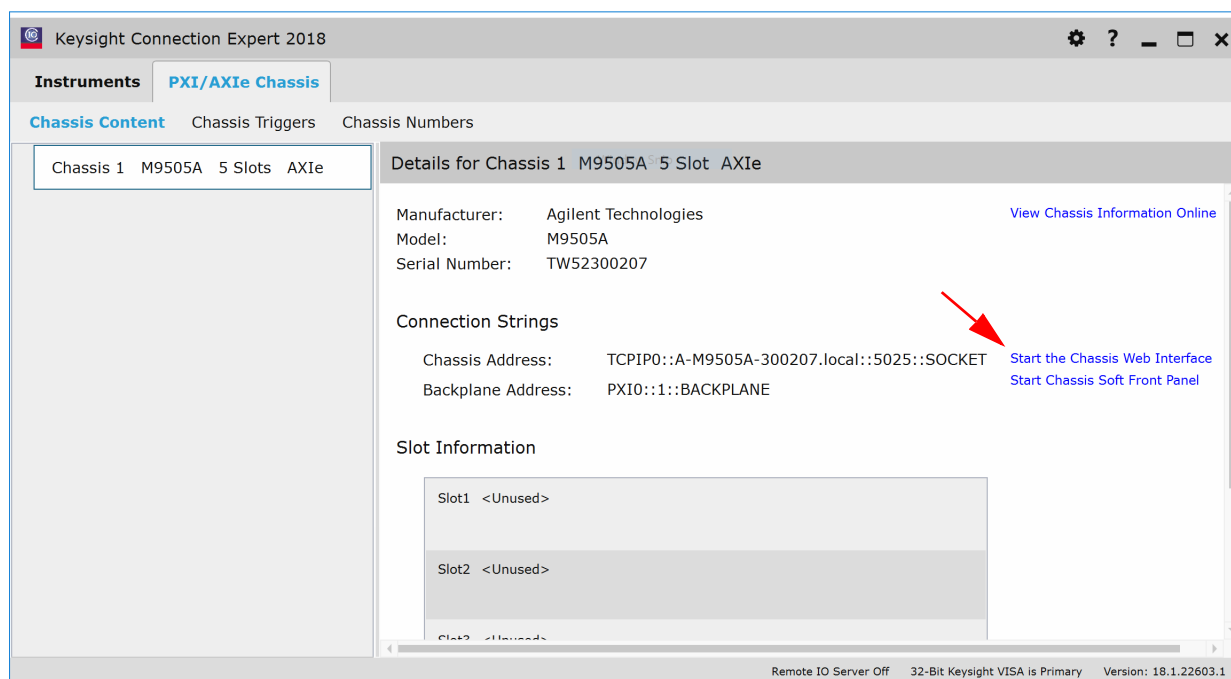 Keysight Connection Expert 2018
Instruments PXI/AXIe Chassis
Chassis Content Chassis Triggers Chassis Numbers
Chassis 1 M9505A 5 Slots AXIe
Details for Chassis 1 M9505A 5 Slot AXIe
Manufacturer: Agilent Technologies View Chassis Information Online
Model: M9505A
Serial Number: TW52300207
Connection Strings
Chassis Address: TCPIP0::A-M9505A-300207.local::5025::SOCKET Start the Chassis Web Interface
Start Chassis Soft Front Panel
Backplane Address: PXI0::1::BACKPLANE
Slot Information
Slot1 <Unused>
Slot2 <Unused>
Slot3 <Unused>
Remote IO Server Off 32-Bit Keysight VISA is Primary Version: 18.1.22603.1